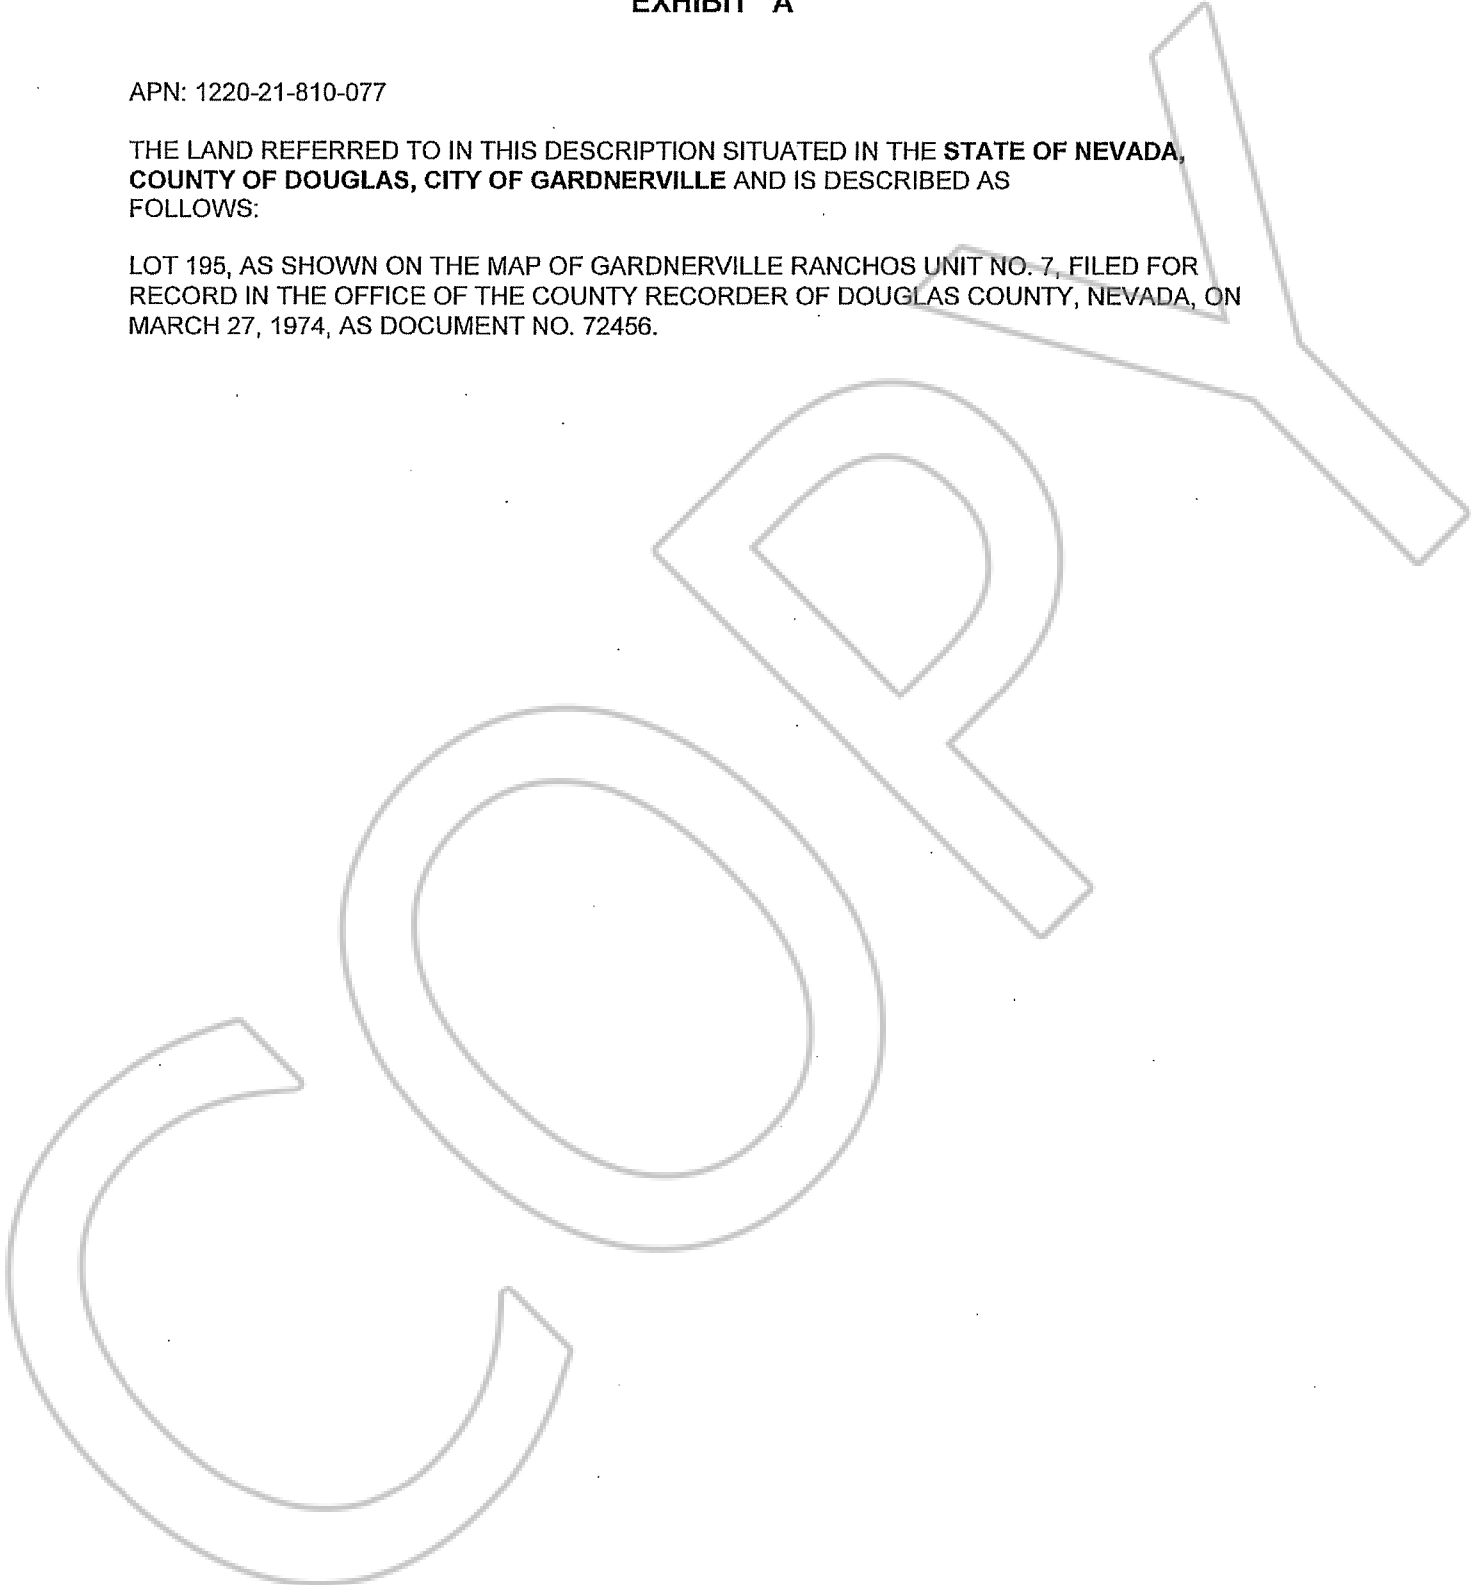 EXHIBIT "A
APN: 1220-21-810-077
THE LAND REFERRED TO IN THIS DESCRIPTION SITUATED IN THE STATE OF NEVADA,
COUNTY OF DOUGLAS, CITY OF GARDNERVILLE AND IS DESCRIBED AS
FOLLOWS:
LOT 195, AS SHOWN ON THE MAP OF GARDNERVILLE RANCHOS UNIT NO. 7, FILED FOR
RECORD IN THE OFFICE OF THE COUNTY RECORDER OF DOUGLAS COUNTY, NEVADA, ON
MARCH 27, 1974, AS DOCUMENT NO. 72456.
COPY